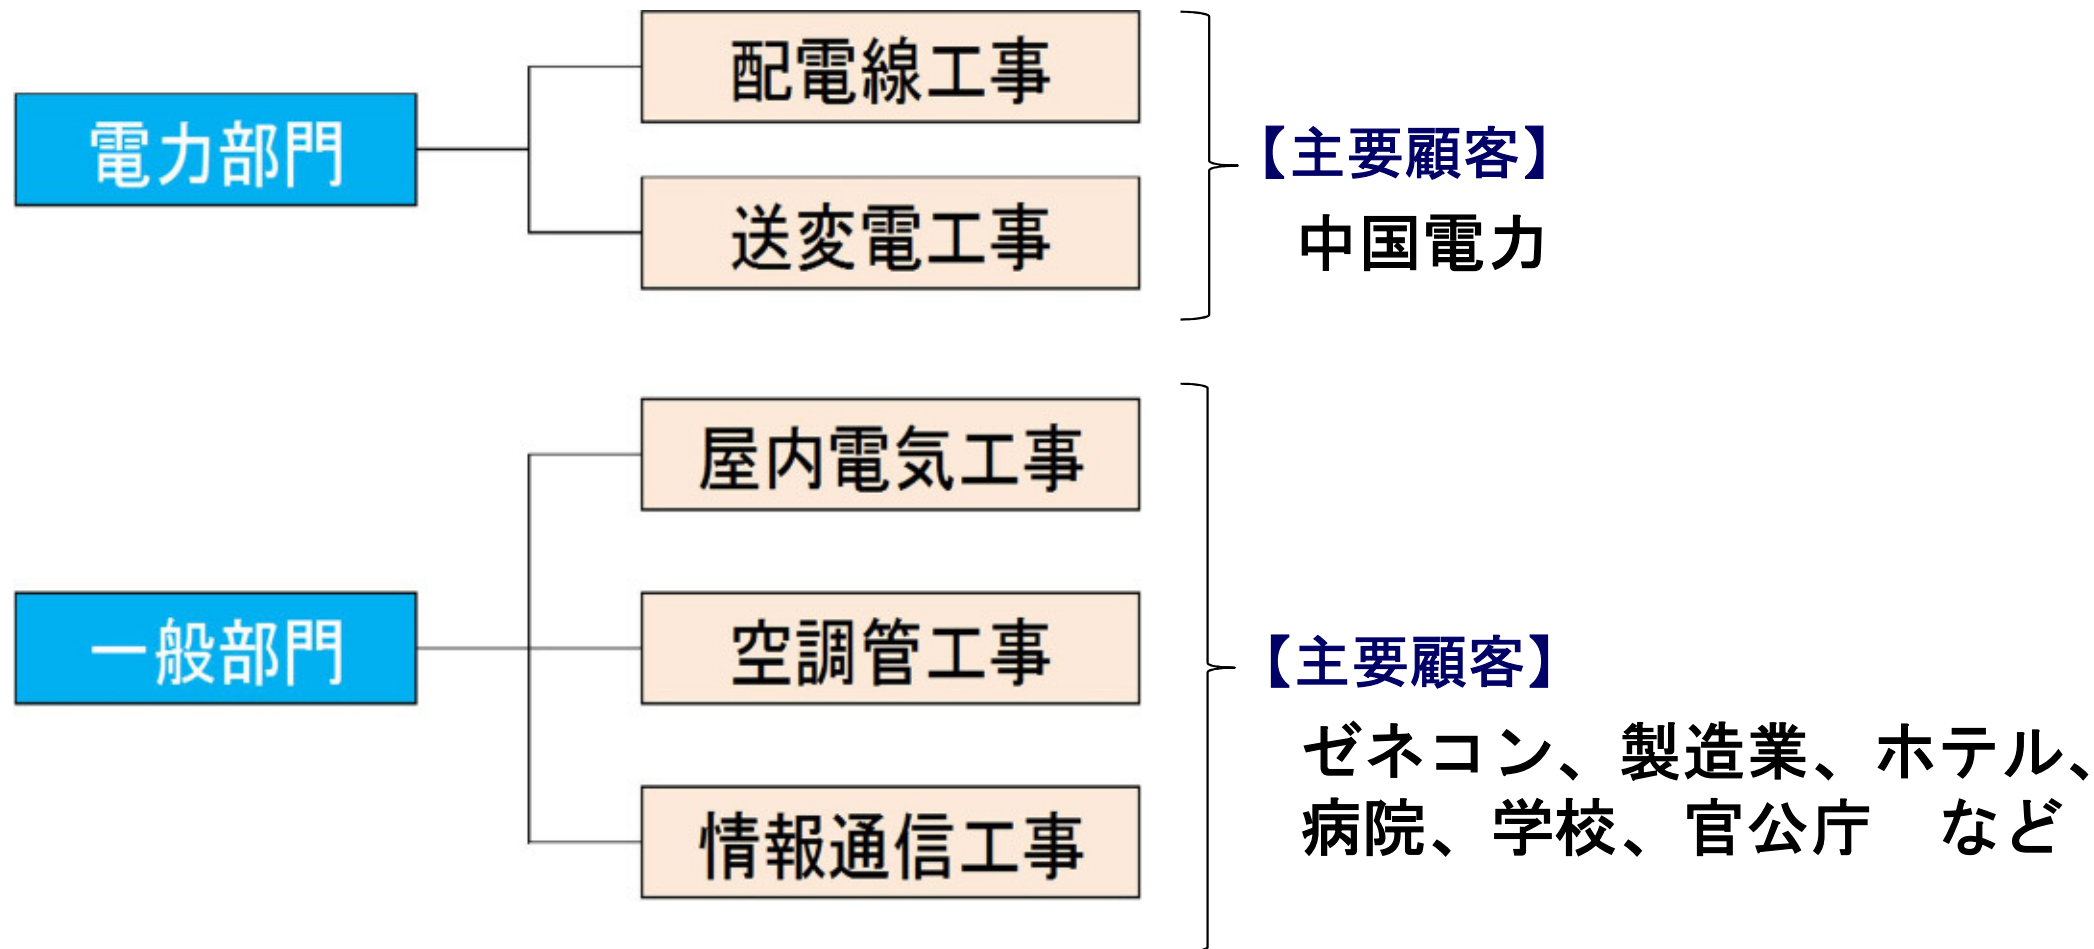 電力部門
配電線工事
送変電工事
【主要顧客】
中国電力
一般部門
屋内電気工事
空調管工事
情報通信工事
【主要顧客】
ゼネコン、製造業、ホテル、
病院、学校、官公庁　など